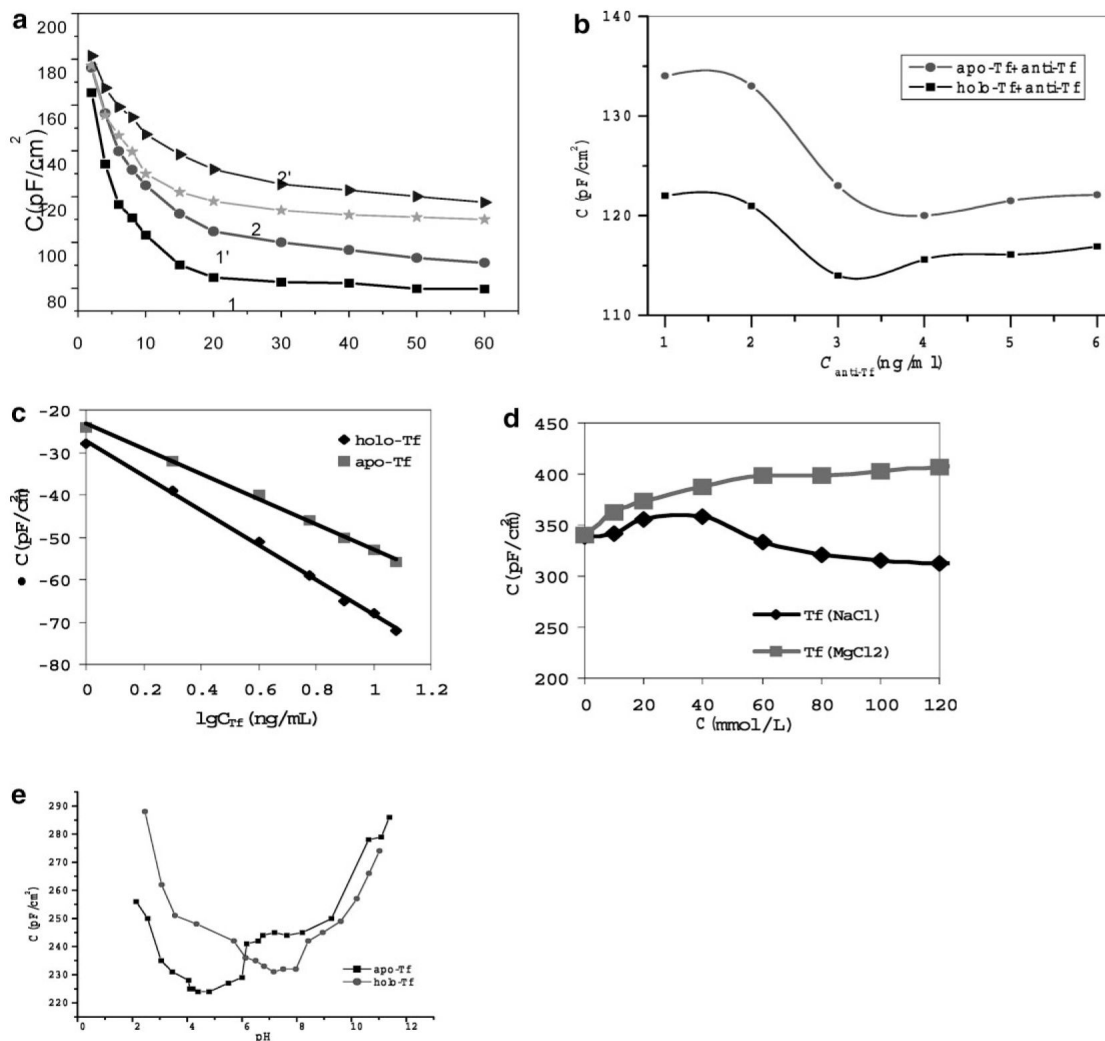 a
C(pF/cm²)
200
180
160
140
120
100
80
2'
2
1'
1
0 10 20 30 40 50 60
b
C (pF/cm²)
140
130
120
110
apo-Tf+anti-Tf
holo-Tf+anti-Tf
1 2 3 4 5 6
C anti-Tf (ng/ml)
c
● C (pF/cm²)
-20
-30
-40
-50
-60
-70
-80
holo-Tf
apo-Tf
0 0.2 0.4 0.6 0.8 1 1.2
lgCTf (ng/mL)
d
C (pF/cm²)
450
400
350
300
250
200
Tf(NaCl)
Tf(MgCl2)
0 20 40 60 80 100 120
C (mmol/L)
e
C (pF/cm²)
290
280
270
260
250
240
230
220
apo-Tf
holo-Tf
0 2 4 6 8 10 12
pH